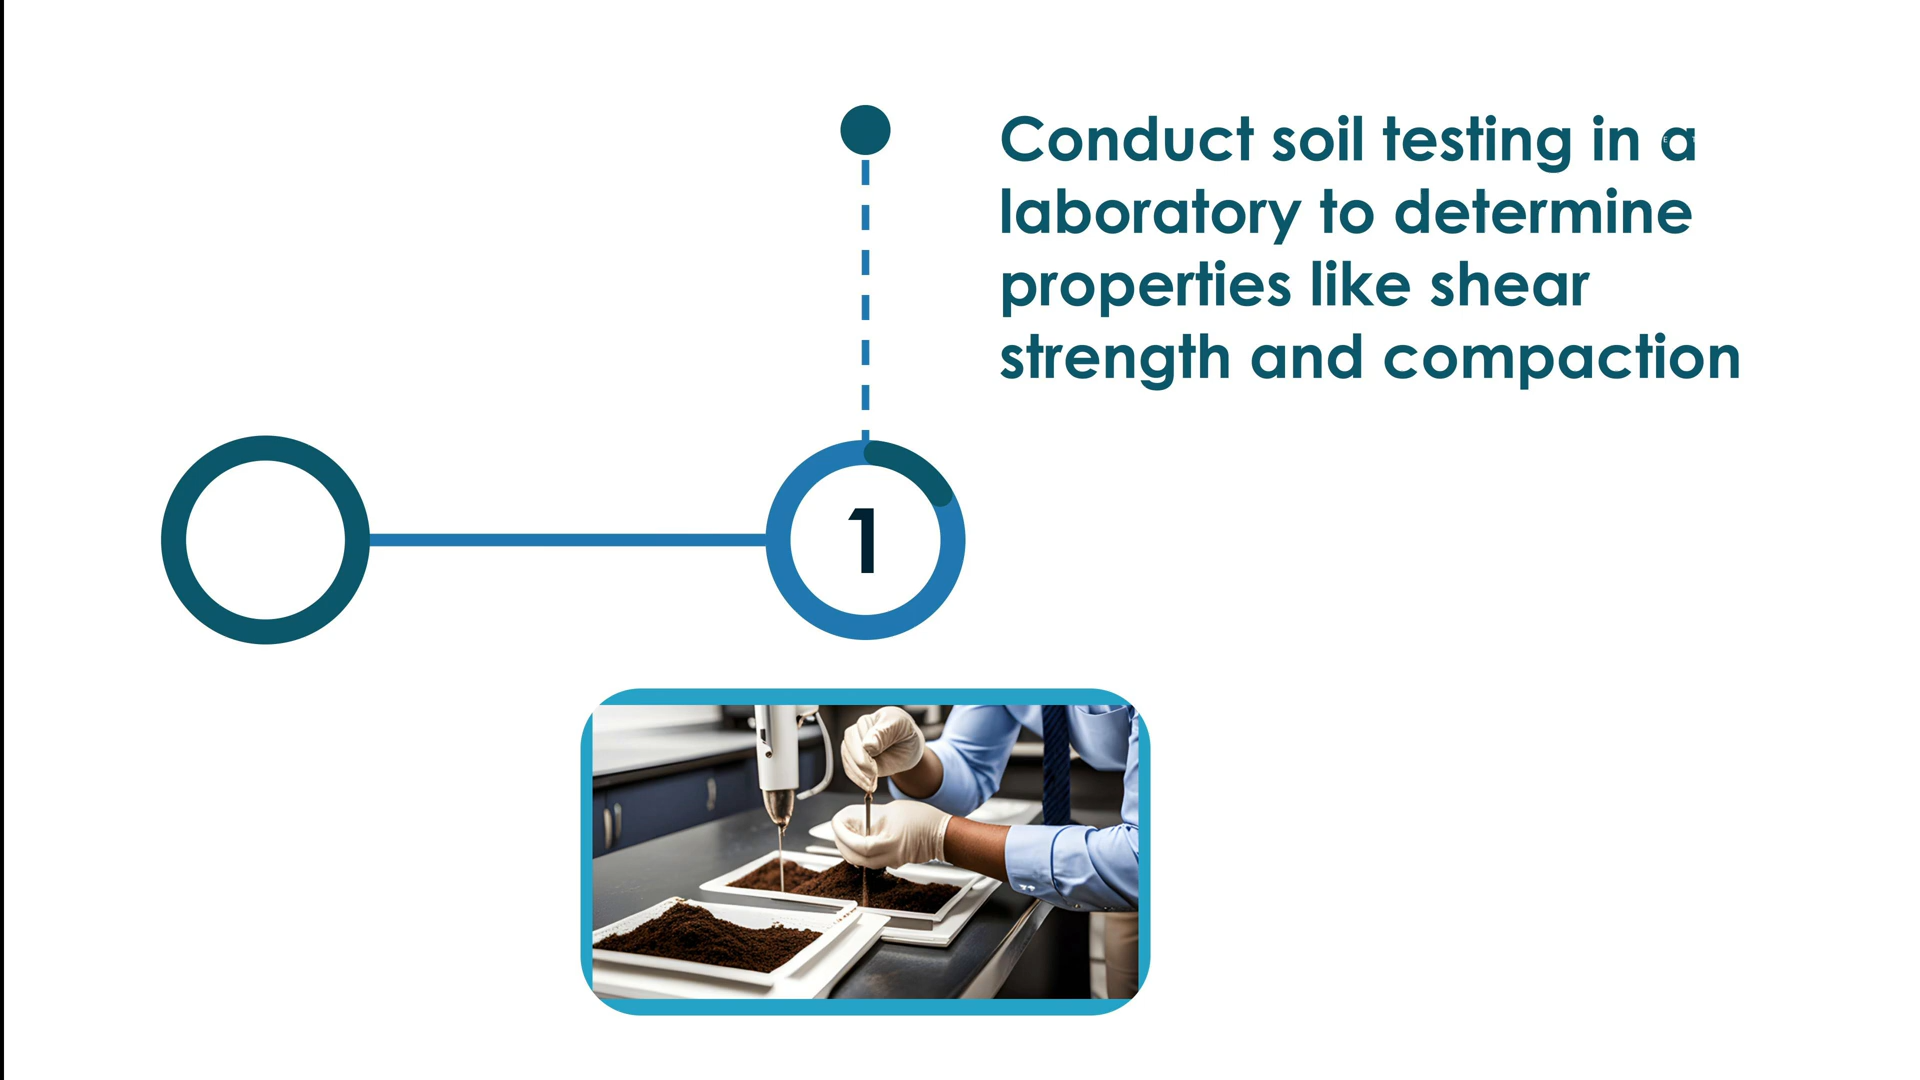 Conduct soil testing in a
laboratory to determine
properties like shear
strength and compaction
1